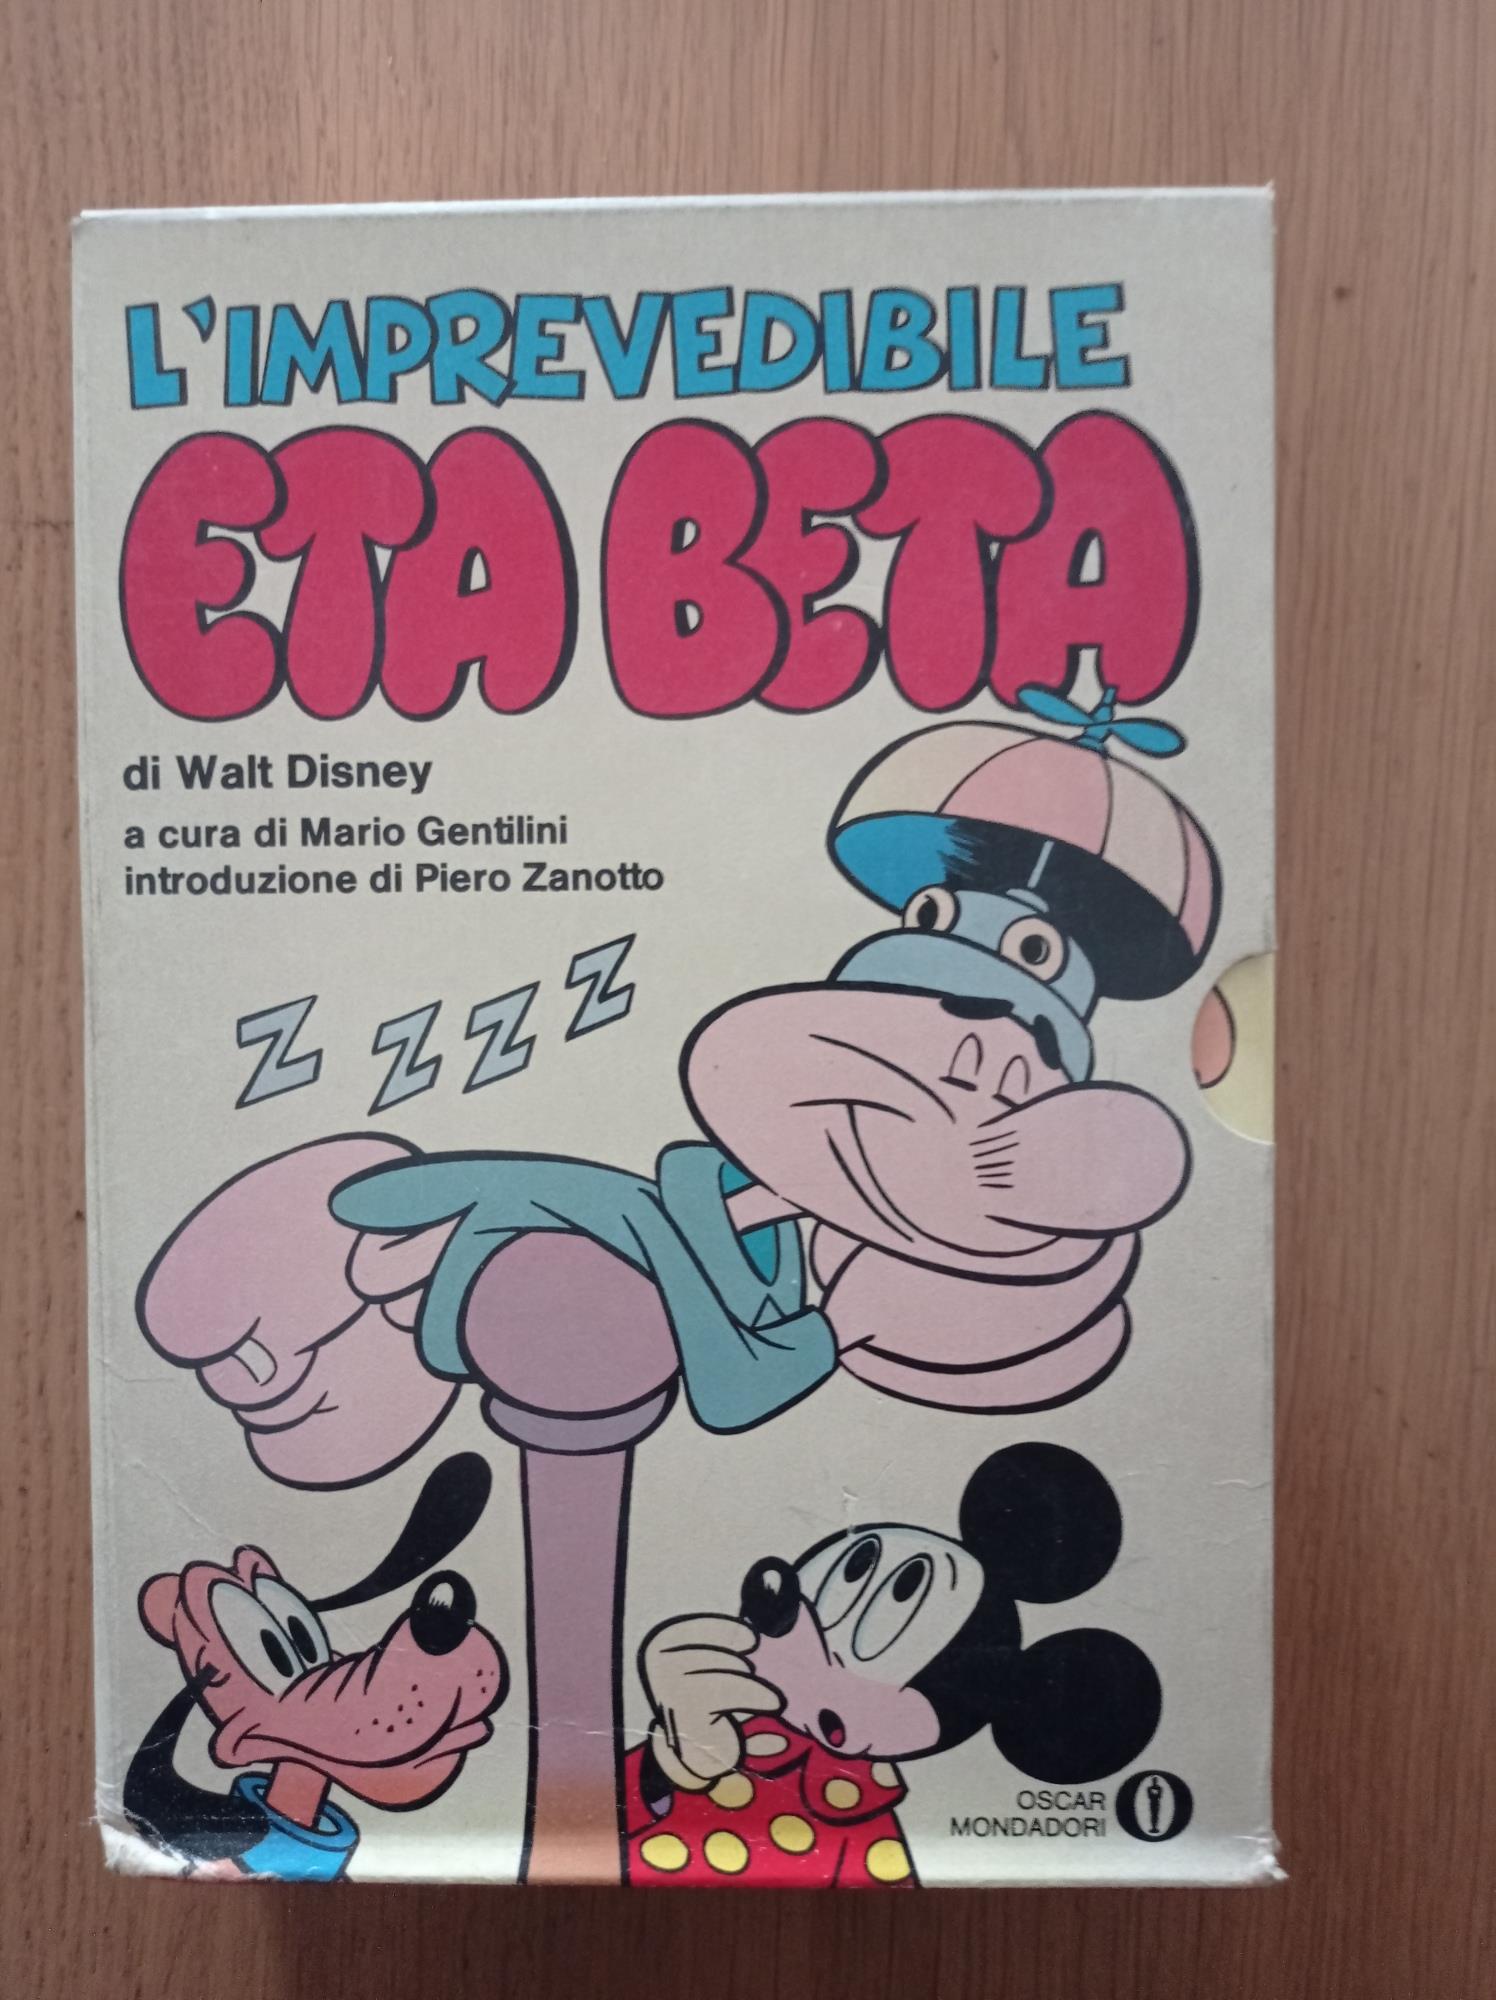 L'IMPREVEDIBILE
ETA BETA
di Walt Disney
a cura di Mario Gentilini
introduzione di Piero Zanotto
Z Z Z Z
OSCAR
MONDADORI